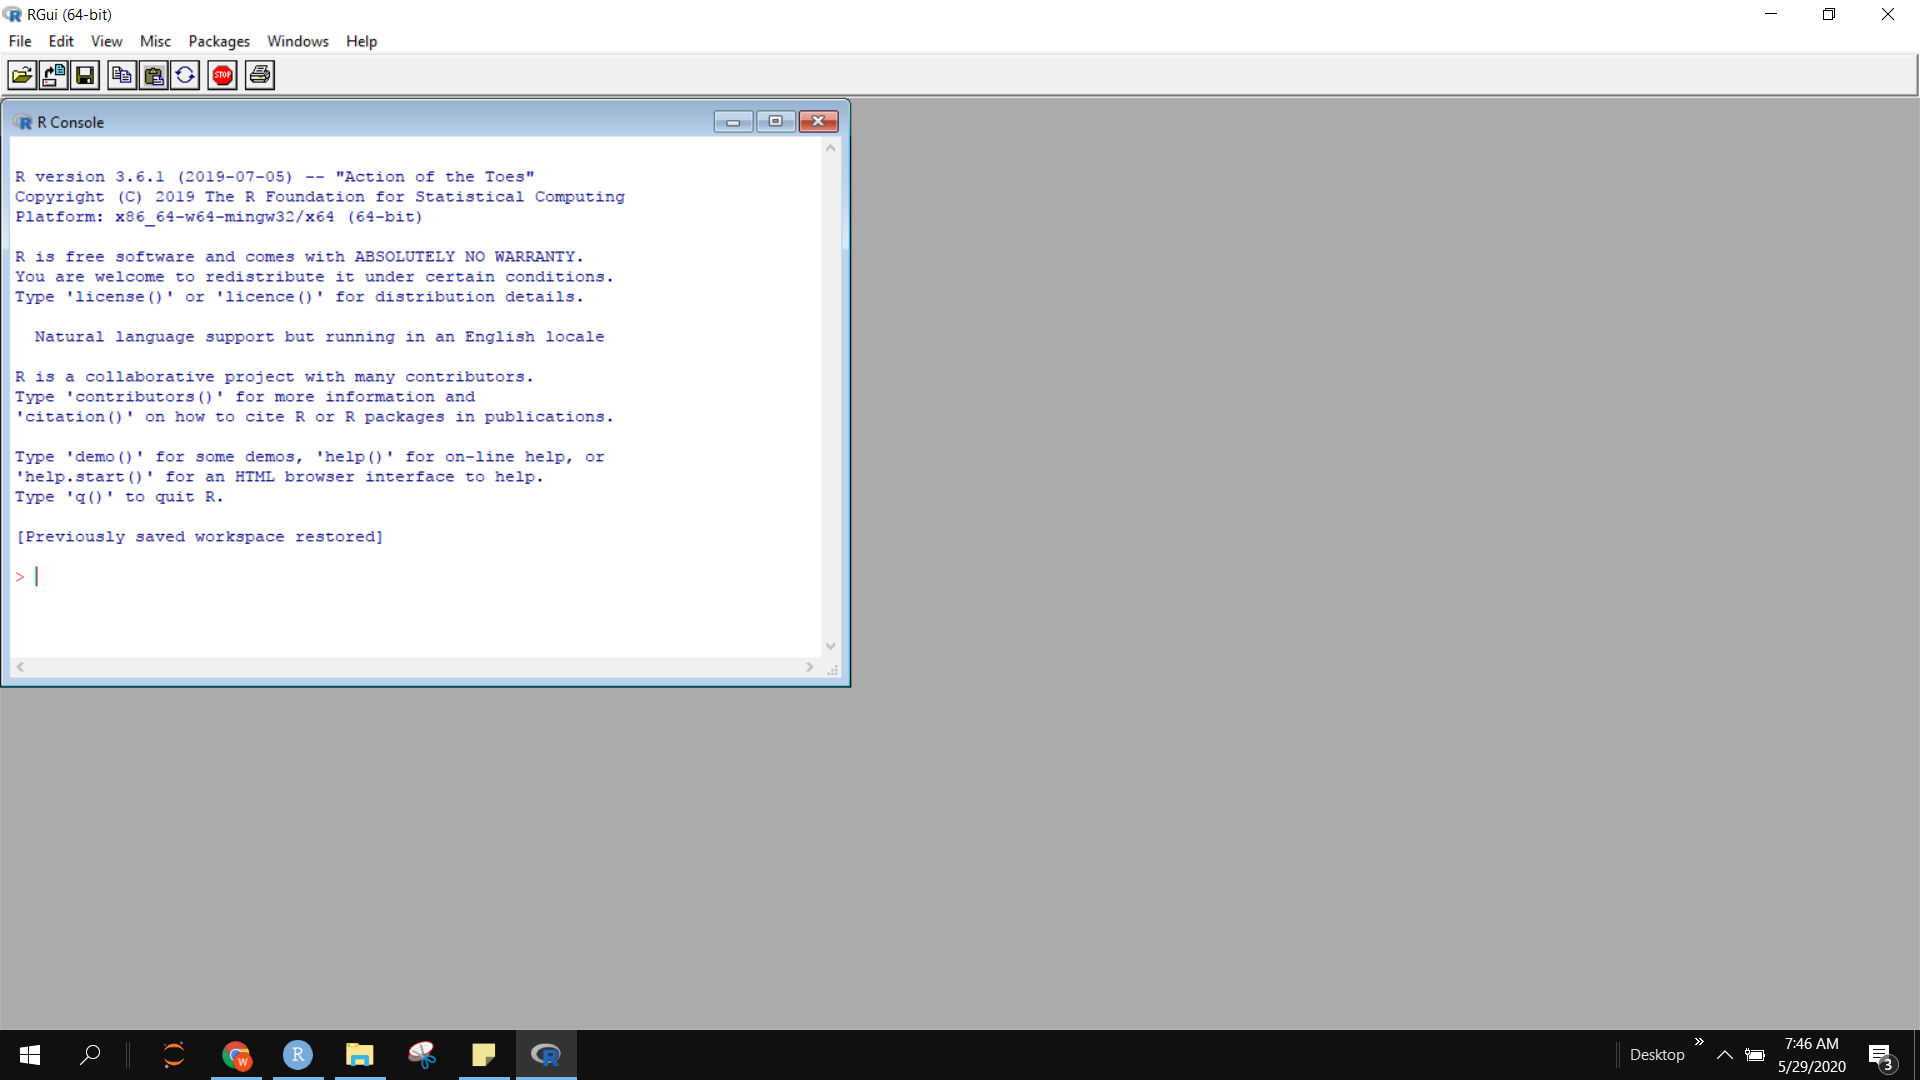 RGui (64-bit)
File Edit View Misc Packages Windows Help
STOP
R Console
R version 3.6.1 (2019-07-05) -- "Action of the Toes"
Copyright (C) 2019 The R Foundation for Statistical Computing
Platform: x86_64-w64-mingw32/x64 (64-bit)
R is free software and comes with ABSOLUTELY NO WARRANTY.
You are welcome to redistribute it under certain conditions.
Type 'license()' or 'licence()' for distribution details.
Natural language support but running in an English locale
R is a collaborative project with many contributors.
Type 'contributors()' for more information and
'citation()' on how to cite R or R packages in publications.
Type 'demo()' for some demos, 'help()' for on-line help, or
'help.start()' for an HTML browser interface to help.
Type 'q()' to quit R.
[Previously saved workspace restored]
>
W
R
R
Desktop
7:46 AM
5/29/2020
3